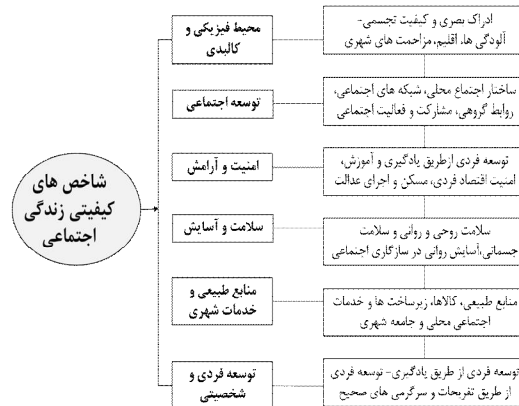 شاخص های
کیفیتی زندگی
اجتماعی
محیط فیزیکی و
کالبدی
ادراک بصری و کیفیت تجسمی-
آلودگی ها، اقلیم، مزاحمت های شهری
توسعه اجتماعی
ساختار اجتماع محلی، شبکه های اجتماعی،
روابط گروهی، مشارکت و فعالیت اجتماعی
امنیت و آرامش
توسعه فردی ازطریق یادگیری و آموزش،
امنیت اقتصاد فردی، مسکن و اجرای عدالت
سلامت و آسایش
سلامت روحی و روانی و سلامت
جسمانی،آسایش روانی در سازگاری اجتماعی
منابع طبیعی و
خدمات شهری
منابع طبیعی، کالاها، زیرساخت ها و خدمات
اجتماعی محلی و جامعه شهری
توسعه فردی و
شخصیتی
توسعه فردی از طریق یادگیری- توسعه فردی
از طریق تفریحات و سرگرمی های صحیح